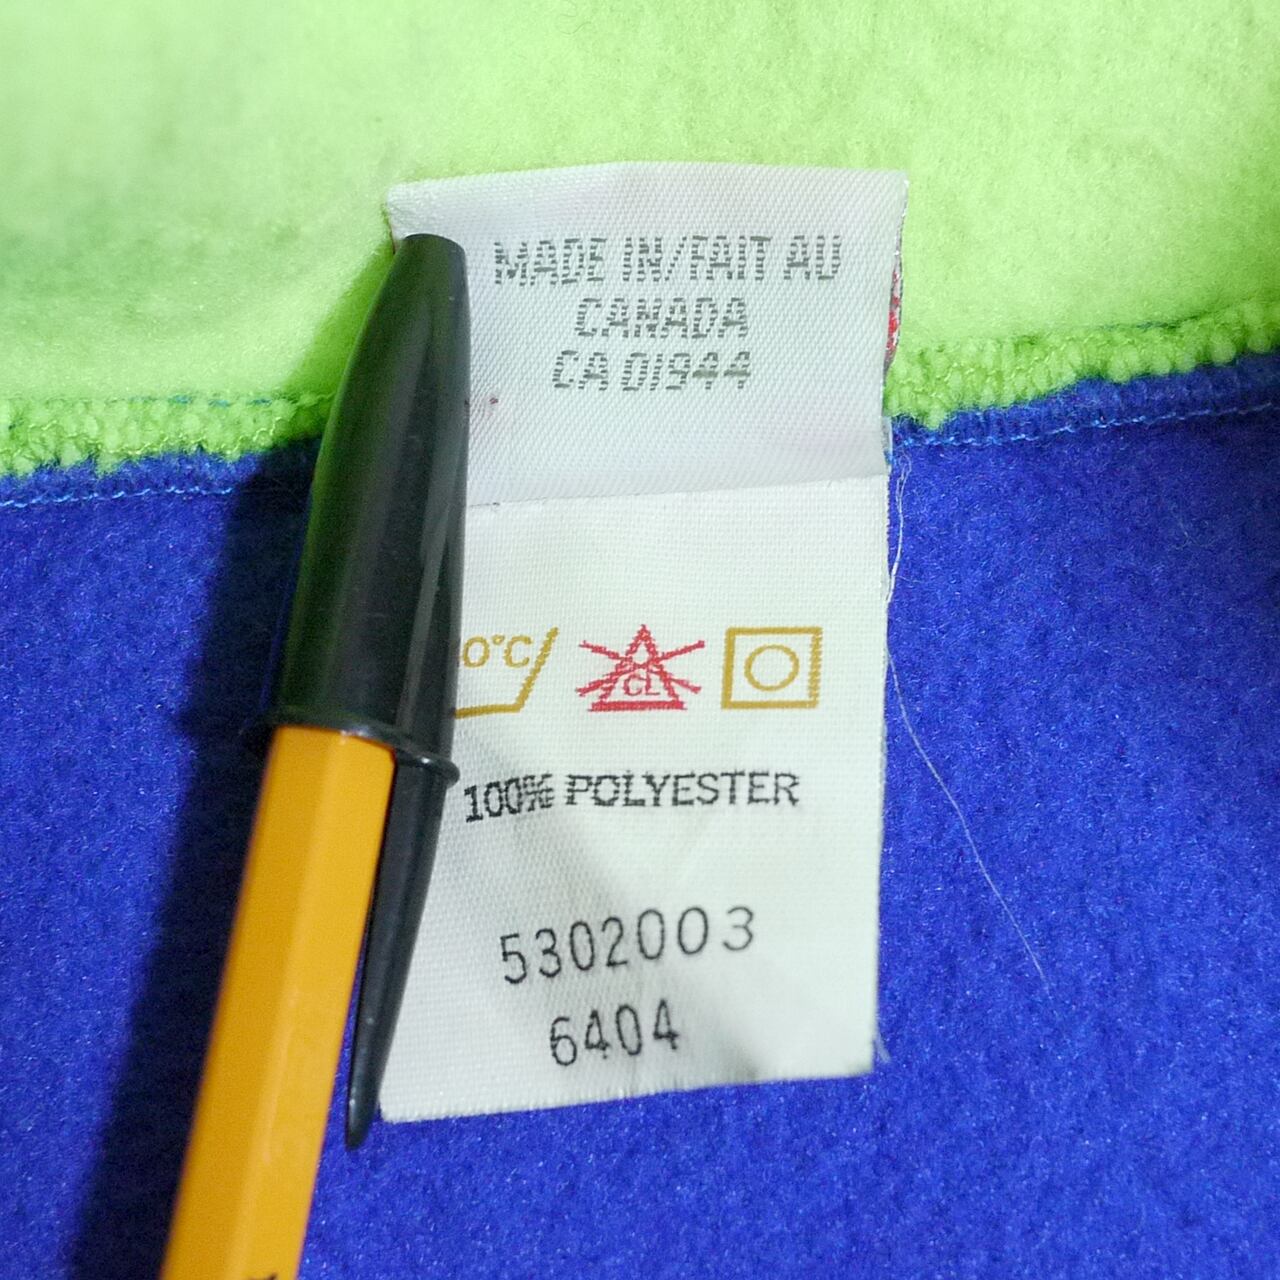 MADE IN/FAIT AU
CANADA
CA 01944
0°C
CL
100% POLYESTER
5302003
6404